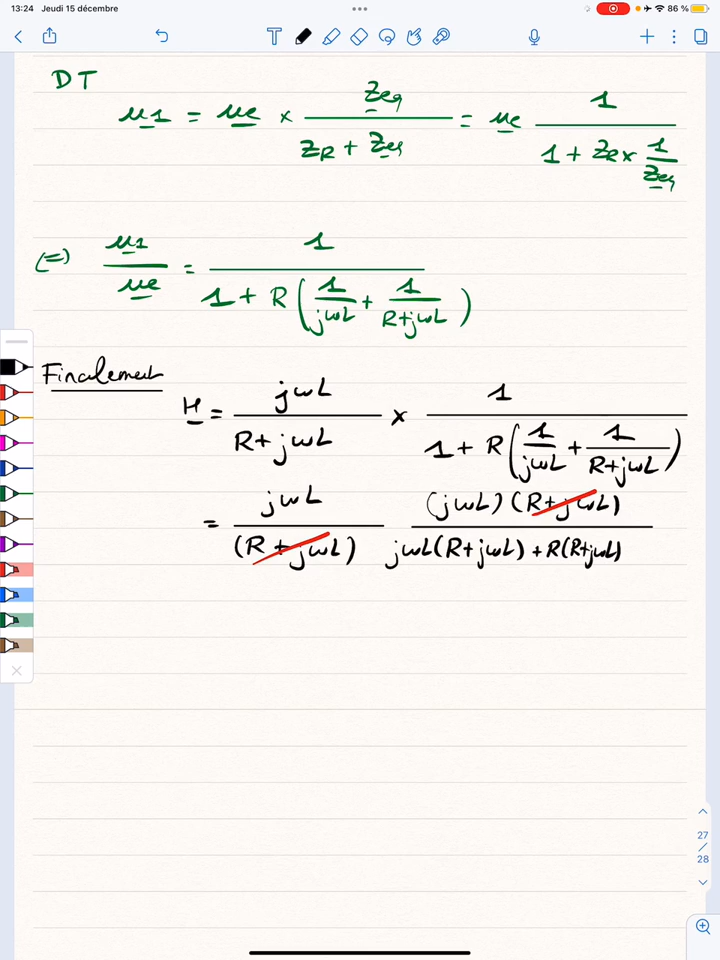 13:24 Jeudi 15 décembre 86 %
DT
u1 = ue × Zeq / (ZR + Zeq) = ue 1 / (1 + ZR × 1/Zeq)
(=) u1/ue = 1 / (1 + R (1/jωL + 1/(R+jωL)))
Finalement
H = jωL / (R+jωL) × 1 / (1 + R (1/jωL + 1/(R+jωL)))
= jωL / (R+jωL) (jωL)(R+jωL) / (jωL(R+jωL) + R(R+jωL)
27
/
28